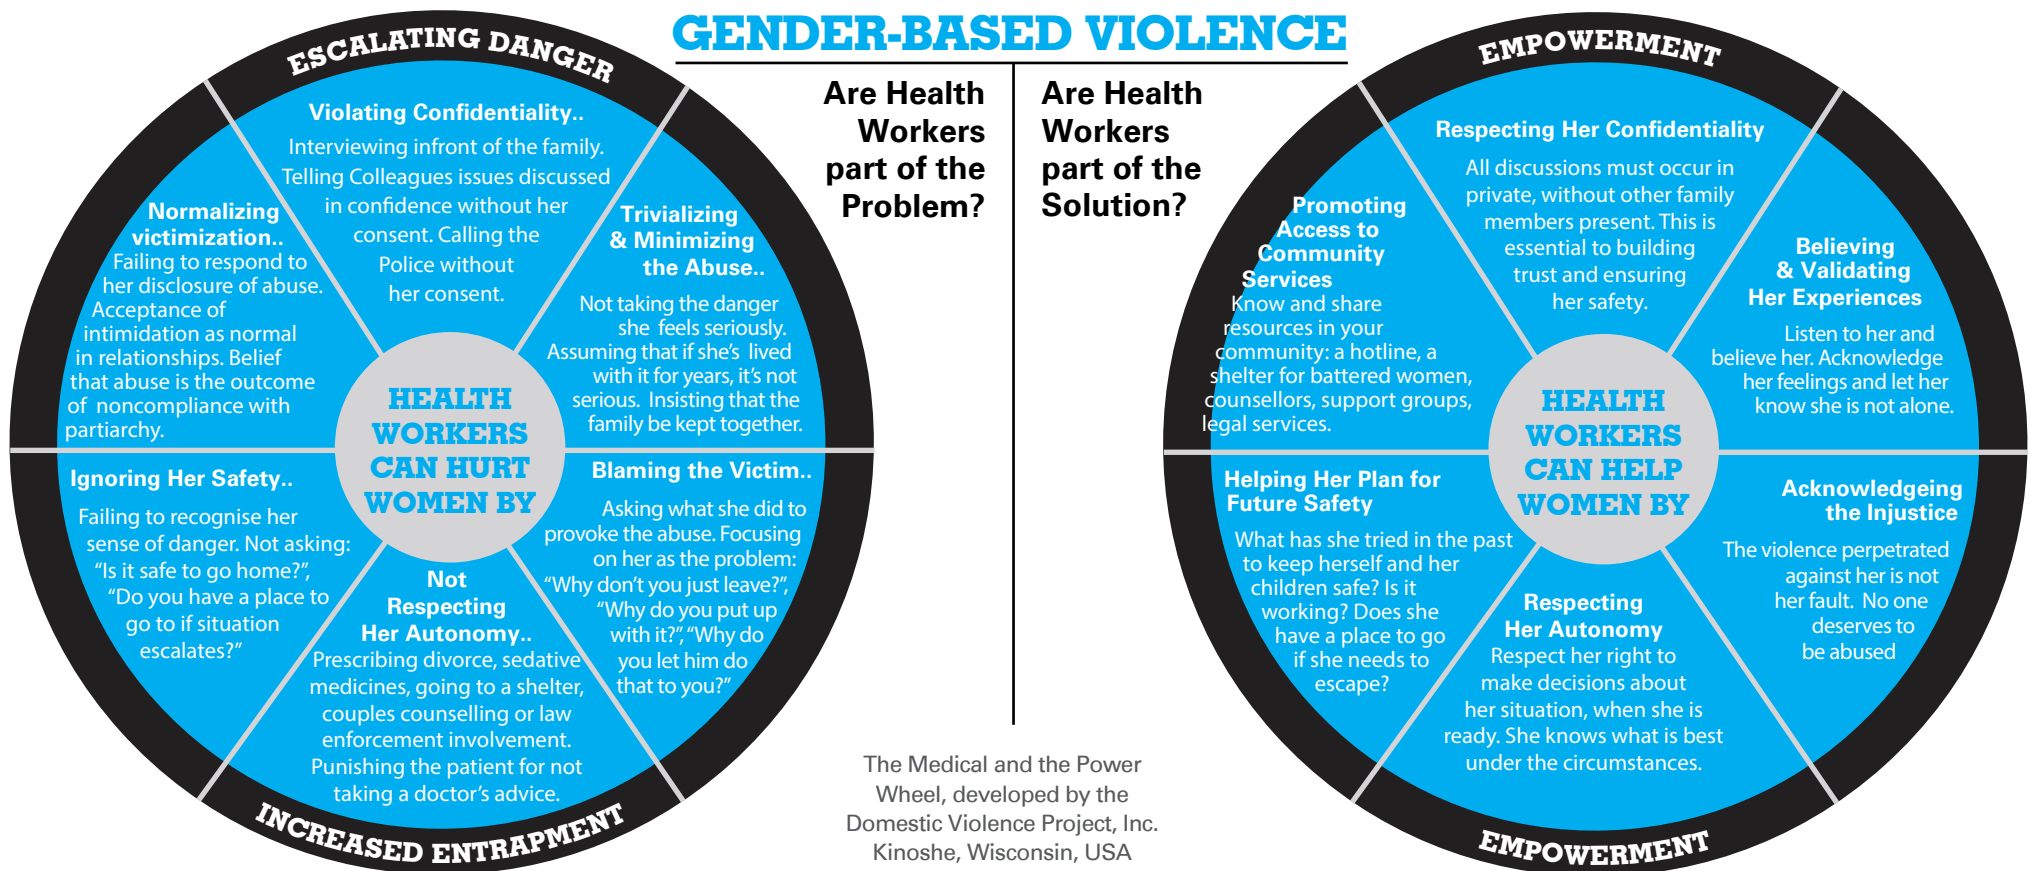 GENDER-BASED VIOLENCE
Are Health
Workers
part of the
Problem?
Are Health
Workers
part of the
Solution?
ESCALATING DANGER
Violating Confidentiality..
Interviewing infront of the family.
Telling Colleagues issues discussed
in confidence without her
consent. Calling the
Police without
her consent.
Trivializing
& Minimizing
the Abuse..
Not taking the danger
she feels seriously.
Assuming that if she's lived
with it for years, it's not
serious. Insisting that the
family be kept together.
Blaming the Victim..
Asking what she did to
provoke the abuse. Focusing
on her as the problem:
“Why don't you just leave?”,
“Why do you put up
with it?”, “Why do
you let him do
that to you?”
Not
Respecting
Her Autonomy..
Prescribing divorce, sedative
medicines, going to a shelter,
couples counselling or law
enforcement involvement.
Punishing the patient for not
taking a doctor's advice.
Ignoring Her Safety..
Failing to recognise her
sense of danger. Not asking:
“Is it safe to go home?”,
“Do you have a place to
go to if situation
escalates?”
Normalizing
victimization..
Failing to respond to
her disclosure of abuse.
Acceptance of
intimidation as normal
in relationships. Belief
that abuse is the outcome
of noncompliance with
partiarchy.
HEALTH
WORKERS
CAN HURT
WOMEN BY
INCREASED ENTRAPMENT
EMPOWERMENT
Respecting Her Confidentiality
All discussions must occur in
private, without other family
members present. This is
essential to building
trust and ensuring
her safety.
Believing
& Validating
Her Experiences
Listen to her and
believe her. Acknowledge
her feelings and let her
know she is not alone.
Acknowledgeing
the Injustice
The violence perpetrated
against her is not
her fault. No one
deserves to
be abused
Respecting
Her Autonomy
Respect her right to
make decisions about
her situation, when she is
ready. She knows what is best
under the circumstances.
Helping Her Plan for
Future Safety
What has she tried in the past
to keep herself and her
children safe? Is it
working? Does she
have a place to go
if she needs to
escape?
Promoting
Access to
Community
Services
Know and share
resources in your
community: a hotline, a
shelter for battered women,
counsellors, support groups,
legal services.
HEALTH
WORKERS
CAN HELP
WOMEN BY
EMPOWERMENT
The Medical and the Power
Wheel, developed by the
Domestic Violence Project, Inc.
Kinoshe, Wisconsin, USA